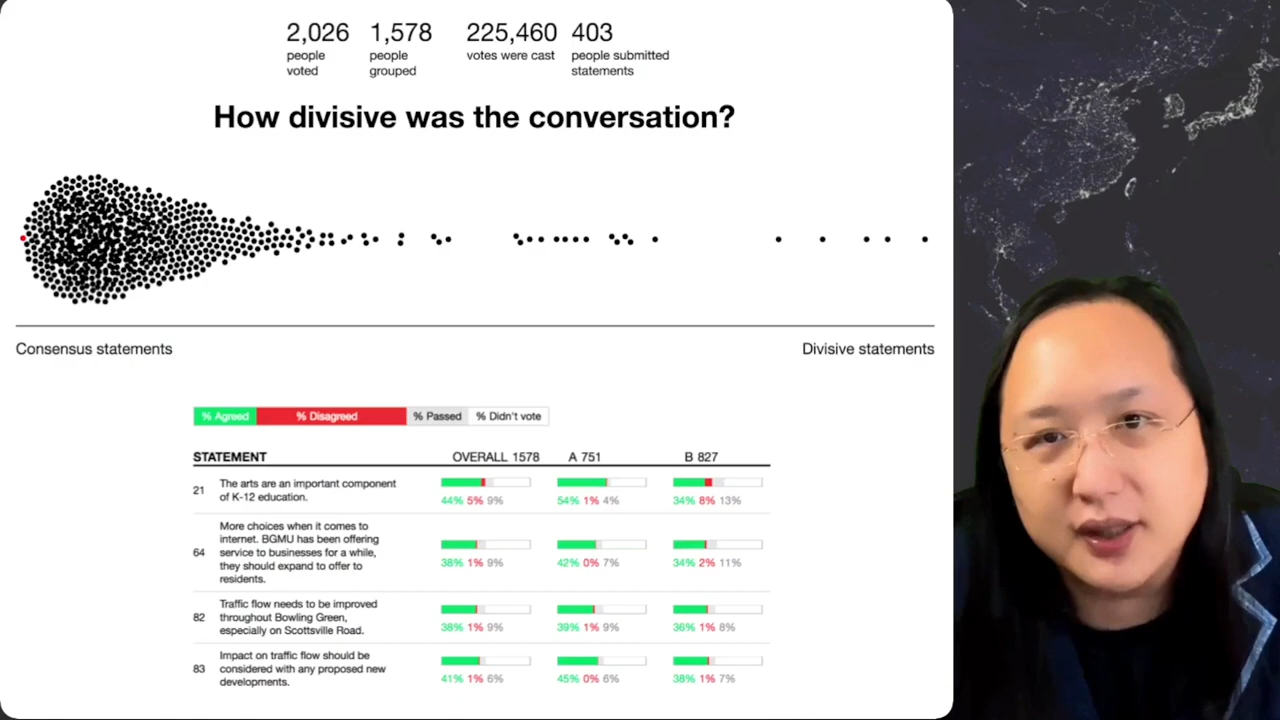 2,026 1,578 225,460 403
people voted
people grouped
votes were cast
people submitted statements
How divisive was the conversation?
Consensus statements
Divisive statements
% Agreed % Disagreed % Passed % Didn't vote
STATEMENT OVERALL 1578 A 751 B 827
21
The arts are an important component
of K-12 education.
44% 5% 9% 54% 1% 4% 34% 8% 13%
64
More choices when it comes to
internet. BGMU has been offering
service to businesses for a while,
they should expand to offer to
residents.
38% 1% 9% 42% 0% 7% 34% 2% 11%
82
Traffic flow needs to be improved
throughout Bowling Green,
especially on Scottsville Road.
38% 1% 9% 39% 1% 9% 36% 1% 8%
83
Impact on traffic flow should be
considered with any proposed new
developments.
41% 1% 6% 45% 0% 6% 38% 1% 7%